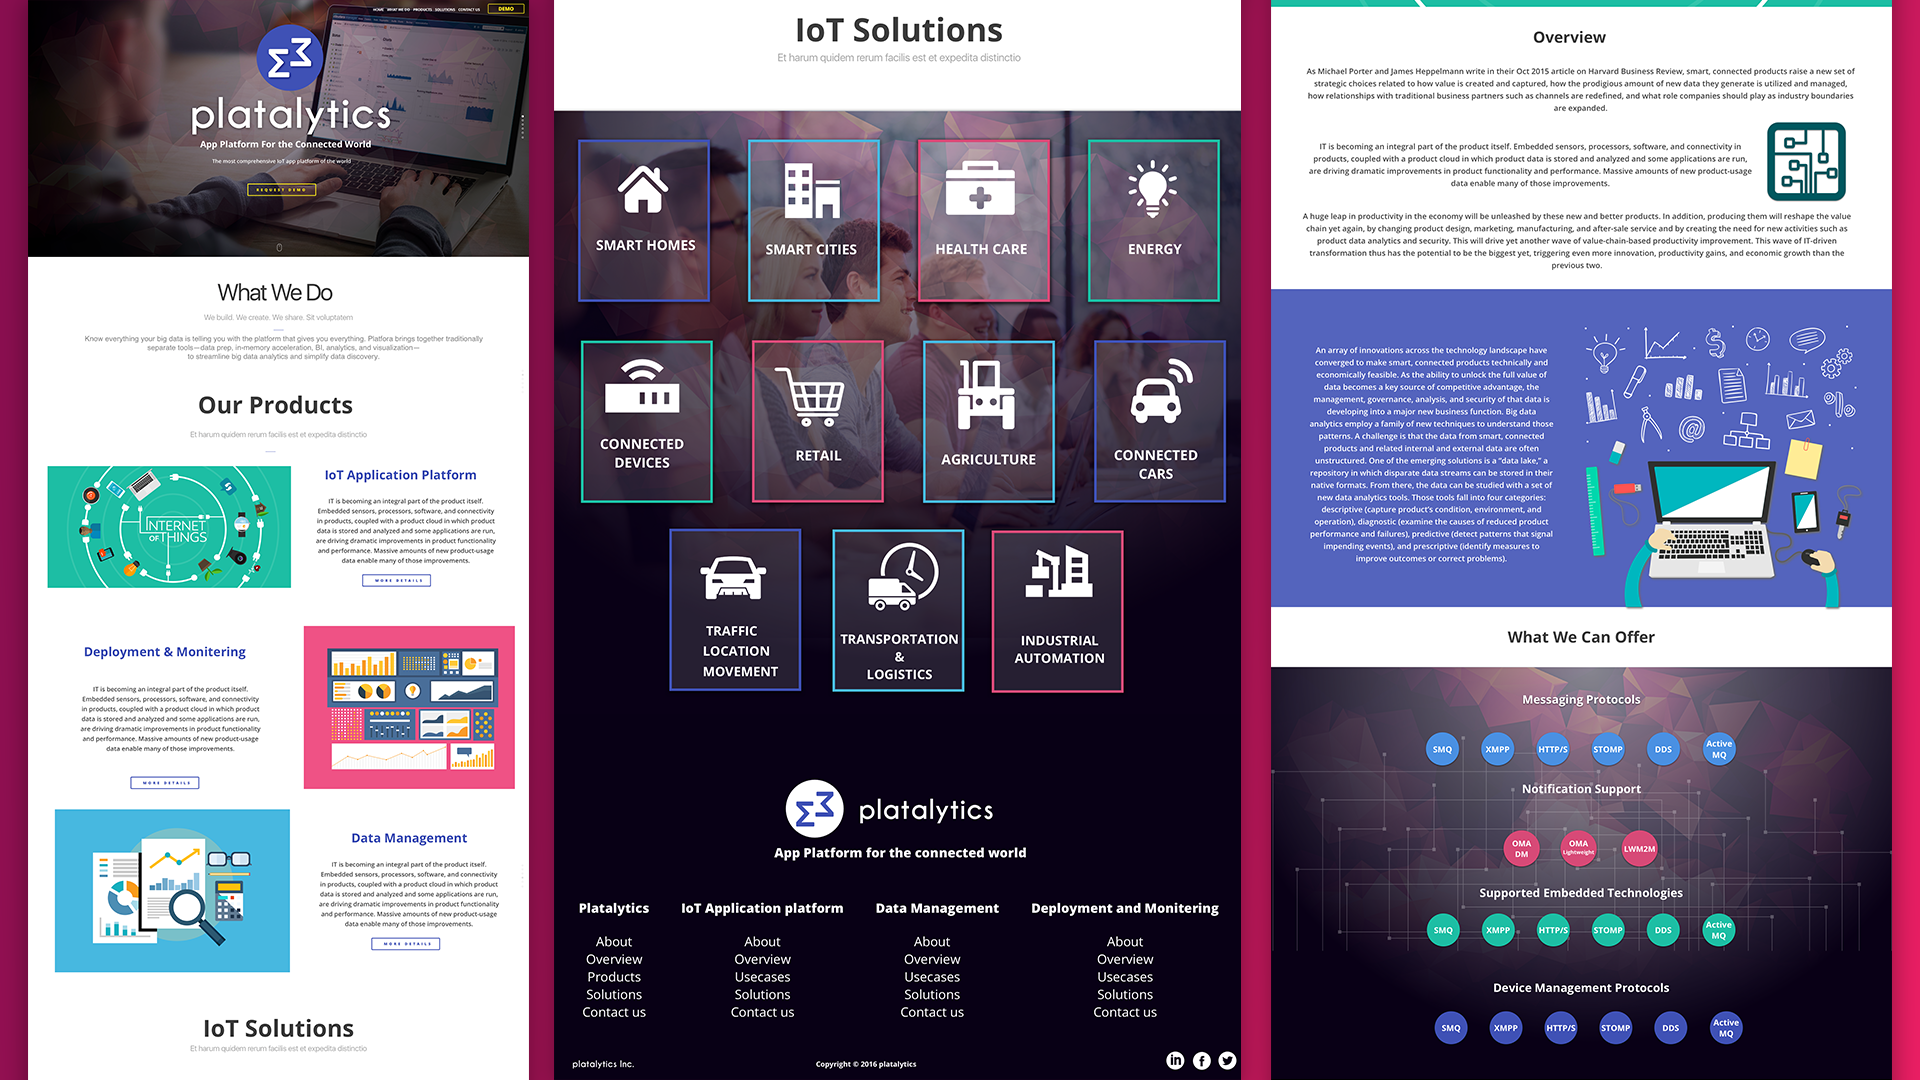 HOME WHAT WE DO PRODUCTS SOLUTIONS CONTACT US DEMO
platalytics
App Platform For the Connected World
The most comprehensive IoT app platform of the world
REQUEST DEMO
What We Do
We build. We create. We share. Sit voluptatem
Know everything your big data is telling you with the platform that gives you everything. Platfora brings together traditionally
separate tools—data prep, in-memory acceleration, BI, analytics, and visualization—
to streamline big data analytics and simplify data discovery.
Our Products
Et harum quidem rerum facilis est et expedita distinctio
INTERNET
OF THINGS
IoT Application Platform
IT is becoming an integral part of the product itself.
Embedded sensors, processors, software, and connectivity
in products, coupled with a product cloud in which product
data is stored and analyzed and some applications are run,
are driving dramatic improvements in product functionality
and performance. Massive amounts of new product-usage
data enable many of those improvements.
MORE DETAILS
Deployment & Monitering
IT is becoming an integral part of the product itself.
Embedded sensors, processors, software, and connectivity
in products, coupled with a product cloud in which product
data is stored and analyzed and some applications are run,
are driving dramatic improvements in product functionality
and performance. Massive amounts of new product-usage
data enable many of those improvements.
MORE DETAILS
Data Management
IT is becoming an integral part of the product itself.
Embedded sensors, processors, software, and connectivity
in products, coupled with a product cloud in which product
data is stored and analyzed and some applications are run,
are driving dramatic improvements in product functionality
and performance. Massive amounts of new product-usage
data enable many of those improvements.
MORE DETAILS
IoT Solutions
Et harum quidem rerum facilis est et expedita distinctio
IoT Solutions
Et harum quidem rerum facilis est et expedita distinctio
SMART HOMES
SMART CITIES
HEALTH CARE
ENERGY
CONNECTED
DEVICES
RETAIL
AGRICULTURE
CONNECTED
CARS
TRAFFIC
LOCATION
MOVEMENT
TRANSPORTATION
&
LOGISTICS
INDUSTRIAL
AUTOMATION
platalytics
App Platform for the connected world
Platalytics
About
Overview
Products
Solutions
Contact us
IoT Application platform
About
Overview
Usecases
Solutions
Contact us
Data Management
About
Overview
Usecases
Solutions
Contact us
Deployment and Monitering
About
Overview
Usecases
Solutions
Contact us
platalytics Inc.
Copyright © 2016 platalytics
in f
Overview
As Michael Porter and James Heppelmann write in their Oct 2015 article on Harvard Business Review, smart, connected products raise a new set of
strategic choices related to how value is created and captured, how the prodigious amount of new data they generate is utilized and managed,
how relationships with traditional business partners such as channels are redefined, and what role companies should play as industry boundaries
are expanded.
IT is becoming an integral part of the product itself. Embedded sensors, processors, software, and connectivity in
products, coupled with a product cloud in which product data is stored and analyzed and some applications are run,
are driving dramatic improvements in product functionality and performance. Massive amounts of new product-usage
data enable many of those improvements.
A huge leap in productivity in the economy will be unleashed by these new and better products. In addition, producing them will reshape the value
chain yet again, by changing product design, marketing, manufacturing, and after-sale service and by creating the need for new activities such as
product data analytics and security. This will drive yet another wave of value-chain-based productivity improvement. This wave of IT-driven
transformation thus has the potential to be the biggest yet, triggering even more innovation, productivity gains, and economic growth than the
previous two.
An array of innovations across the technology landscape have
converged to make smart, connected products technically and
economically feasible. As the ability to unlock the full value of
data becomes a key source of competitive advantage, the
management, governance, analysis, and security of that data is
developing into a major new business function. Big data
analytics employ a family of new techniques to understand those
patterns. A challenge is that the data from smart, connected
products and related internal and external data are often
unstructured. One of the emerging solutions is a "data lake," a
repository in which disparate data streams can be stored in their
native formats. From there, the data can be studied with a set of
new data analytics tools. Those tools fall into four categories:
descriptive (capture product's condition, environment, and
operation), diagnostic (examine the causes of reduced product
performance and failures), predictive (detect patterns that signal
impending events), and prescriptive (identify measures to
improve outcomes or correct problems).
What We Can Offer
Messaging Protocols
SMQ XMPP HTTP/S STOMP DDS Active MQ
Notification Support
OMA DM
OMA Lightweight
LWM2M
Supported Embedded Technologies
SMQ XMPP HTTP/S STOMP DDS Active MQ
Device Management Protocols
SMQ XMPP HTTP/S STOMP DDS Active MQ